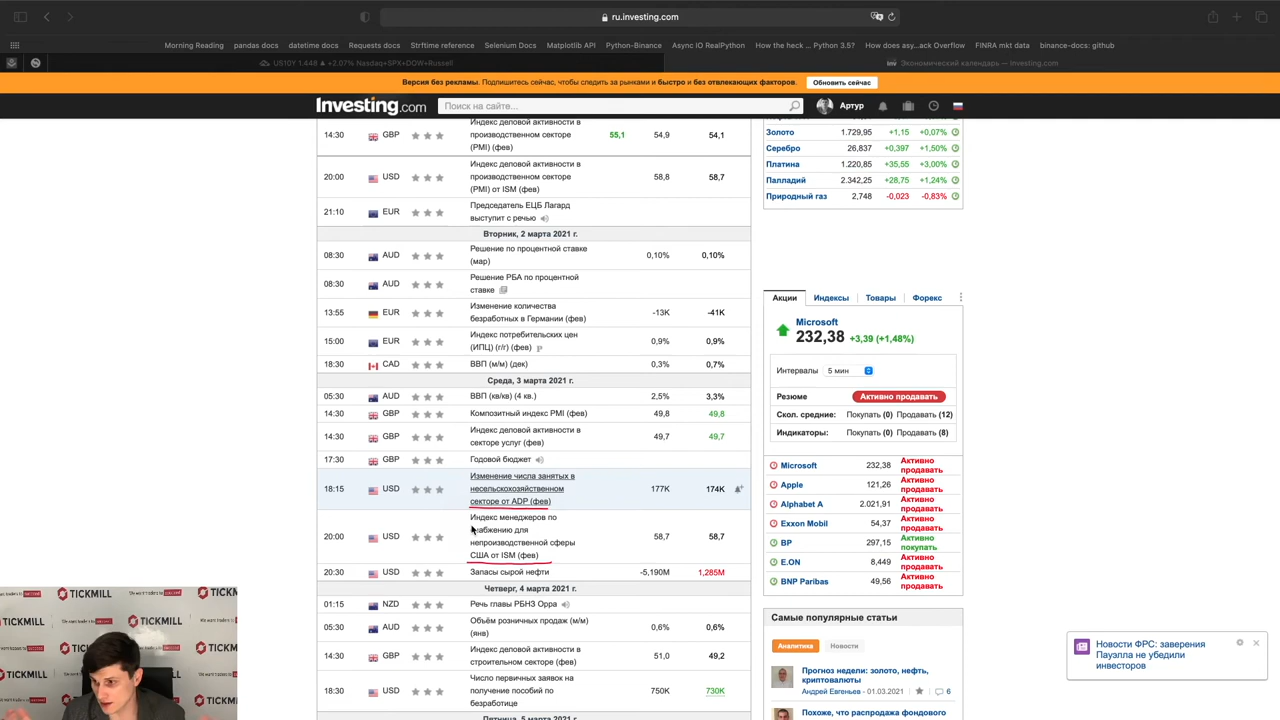 ru.investing.com
Morning Reading pandas docs datetime docs Requests docs Strftime reference Selenium Docs Matplotlib API Python-Binance Async IO RealPython How the heck ... Python 3.5? How does asy...ack Overflow FINRA mkt data binance-docs: github
US10Y 1.448 ▲ +2.07% Nasdaq+SPX+DOW+Russell
Экономический календарь — Investing.com
Версия без рекламы. Подпишитесь сейчас, чтобы следить за рынками и быстро и без отвлекающих факторов. Обновить сейчас
Investing.com Поиск на сайте... Артур
14:30 GBP Индекс деловой активности в
производственном секторе
(PMI) (фев) 55,1 54,9 54,1
20:00 USD Индекс деловой активности в
производственном секторе
(PMI) от ISM (фев) 58,8 58,7
21:10 EUR Председатель ЕЦБ Лагард
выступит с речью
Вторник, 2 марта 2021 г.
08:30 AUD Решение по процентной ставке
(мар) 0,10% 0,10%
08:30 AUD Решение РБА по процентной
ставке
13:55 EUR Изменение количества
безработных в Германии (фев) -13K -41K
15:00 EUR Индекс потребительских цен
(ИПЦ) (г/г) (фев) P 0,9% 0,9%
18:30 CAD ВВП (м/м) (дек) 0,3% 0,7%
Среда, 3 марта 2021 г.
05:30 AUD ВВП (кв/кв) (4 кв.) 2,5% 3,3%
14:30 GBP Композитный индекс PMI (фев) 49,8 49,8
14:30 GBP Индекс деловой активности в
секторе услуг (фев) 49,7 49,7
17:30 GBP Годовой бюджет
18:15 USD Изменение числа занятых в
несельскохозяйственном
секторе от ADP (фев) 177K 174K
20:00 USD Индекс менеджеров по
снабжению для
непроизводственной сферы
США от ISM (фев) 58,7 58,7
20:30 USD Запасы сырой нефти -5,190M 1,285M
Четверг, 4 марта 2021 г.
01:15 NZD Речь главы РБНЗ Орра
05:30 AUD Объём розничных продаж (м/м)
(янв) 0,6% 0,6%
14:30 GBP Индекс деловой активности в
строительном секторе (фев) 51,0 49,2
18:30 USD Число первичных заявок на
получение пособий по
безработице 750K 730K
Пятница, 5 марта 2021 г.
Золото 1.729,95 +1,15 +0,07%
Серебро 26,837 +0,397 +1,50%
Платина 1.220,85 +35,55 +3,00%
Палладий 2.342,25 +28,75 +1,24%
Природный газ 2,748 -0,023 -0,83%
Акции Индексы Товары Форекс
Microsoft
232,38 +3,39 (+1,48%)
Интервалы 5 мин
Резюме Активно продавать
Скол. средние: Покупать (0) Продавать (12)
Индикаторы: Покупать (0) Продавать (8)
Microsoft 232,38 Активно продавать
Apple 121,26 Активно продавать
Alphabet A 2.021,91 Активно продавать
Exxon Mobil 54,37 Активно продавать
BP 297,15 Активно покупать
E.ON 8,449 Активно продавать
BNP Paribas 49,56 Активно продавать
Самые популярные статьи
Аналитика Новости
Прогноз недели: золото, нефть,
криптовалюты
Андрей Евгеньев - 01.03.2021 6
Похоже, что распродажа фондового
Новости ФРС: заверения
Пауэлла не убедили
инвесторов
TICKMILL
TICKMILL
TICKMILL
TICKMILL